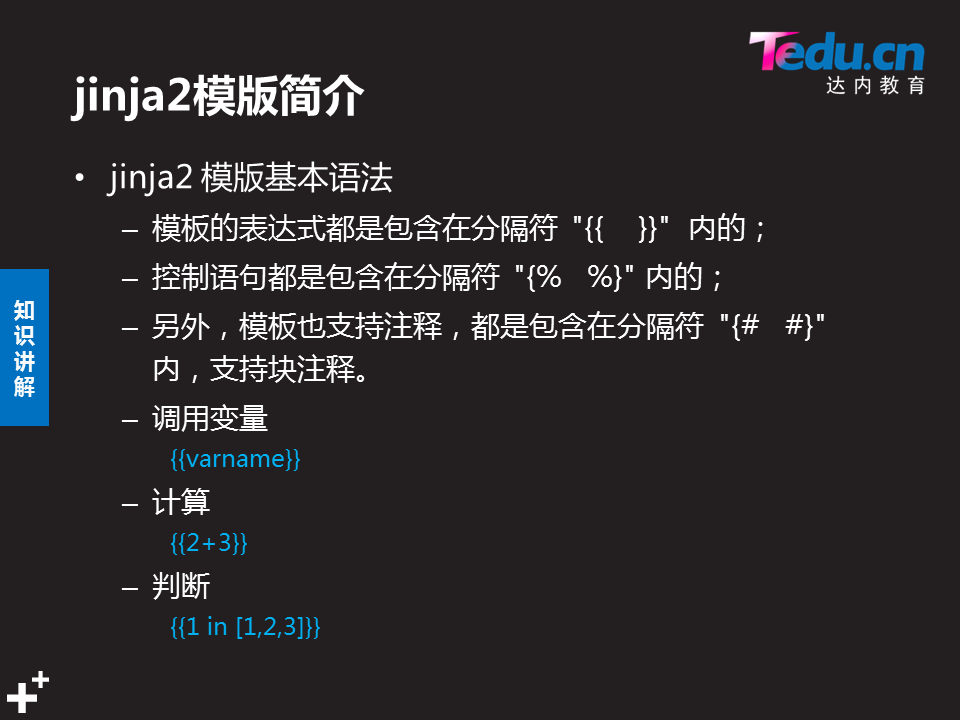 Tedu.cn
达内教育
jinja2模版简介
• jinja2 模版基本语法
– 模板的表达式都是包含在分隔符 "{{ }}" 内的；
– 控制语句都是包含在分隔符 "{% %}" 内的；
– 另外，模板也支持注释，都是包含在分隔符 "{# #}"
内，支持块注释。
– 调用变量
{{varname}}
– 计算
{{2+3}}
– 判断
{{1 in [1,2,3]}}
知识讲解